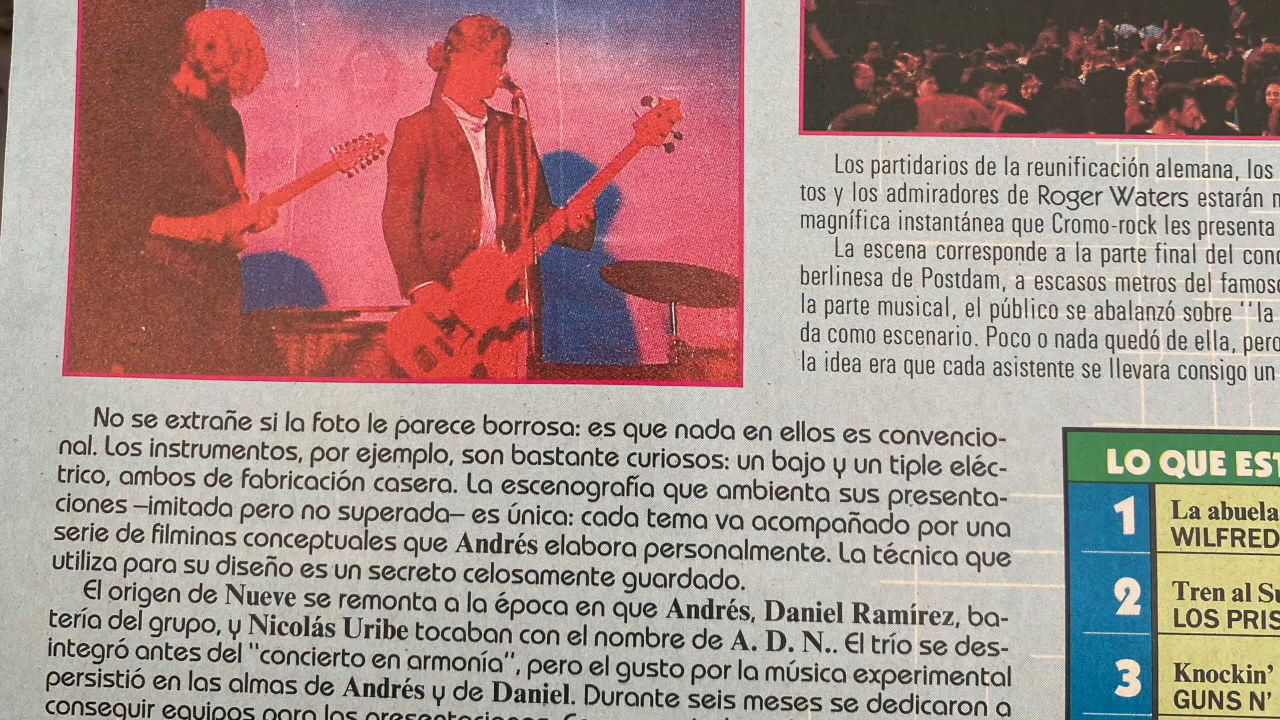 Los partidarios de la reunificación alemana, los
tos y los admiradores de Roger Waters estarán
magnífica instantánea que Cromo-rock les presenta
La escena corresponde a la parte final del
berlinesa de Postdam, a escasos metros del
la parte musical, el público se abalanzó sobre "la
da como escenario. Poco o nada quedó de ella, pero
la idea era que cada asistente se llevara consigo un
No se extrañe si la foto le parece borrosa: es que nada en ellos es convencio-
nal. Los instrumentos, por ejemplo, son bastante curiosos: un bajo y un tiple eléc-
trico, ambos de fabricación casera. La escenografía que ambienta sus presenta-
ciones –imitada pero no superada– es única: cada tema va acompañado por una
serie de filminas conceptuales que Andrés elabora personalmente. La técnica que
utiliza para su diseño es un secreto celosamente guardado.
El origen de Nueve se remonta a la época en que Andrés, Daniel Ramírez, ba-
tería del grupo, y Nicolás Uribe tocaban con el nombre de A. D. N.. El trío se des-
integró antes del "concierto en armonía", pero el gusto por la música experimental
persistió en las almas de Andrés y de Daniel. Durante seis meses se dedicaron a
conseguir equipos para las
LO QUE
1 La abuela
WILFRED
2 Tren al
LOS
3 Knockin'
GUNS N'